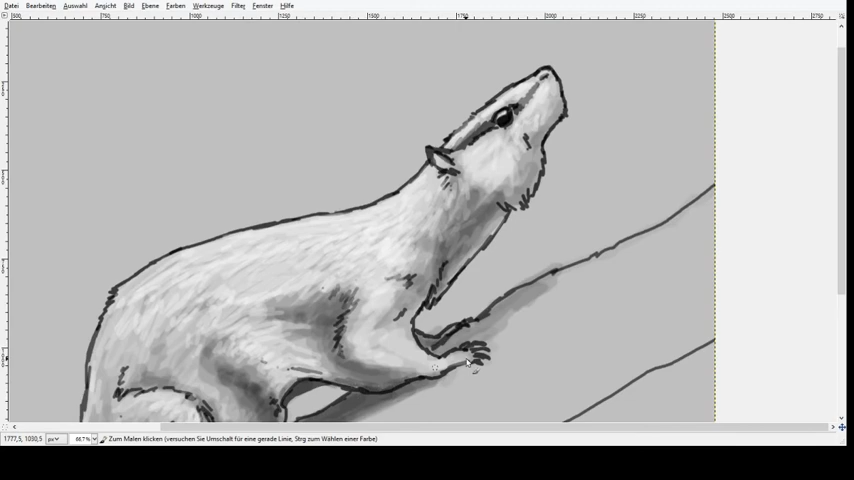 Datei Bearbeiten Auswahl Ansicht Bild Ebene Farben Werkzeuge Filter Fenster Hilfe
500 750 1000 1250 1500 1750 2000 2250 2500 2750
1777,5, 1030,5 px 66,7 % Zum Malen klicken (versuchen Sie Umschalt für eine gerade Linie, Strg zum Wählen einer Farbe)